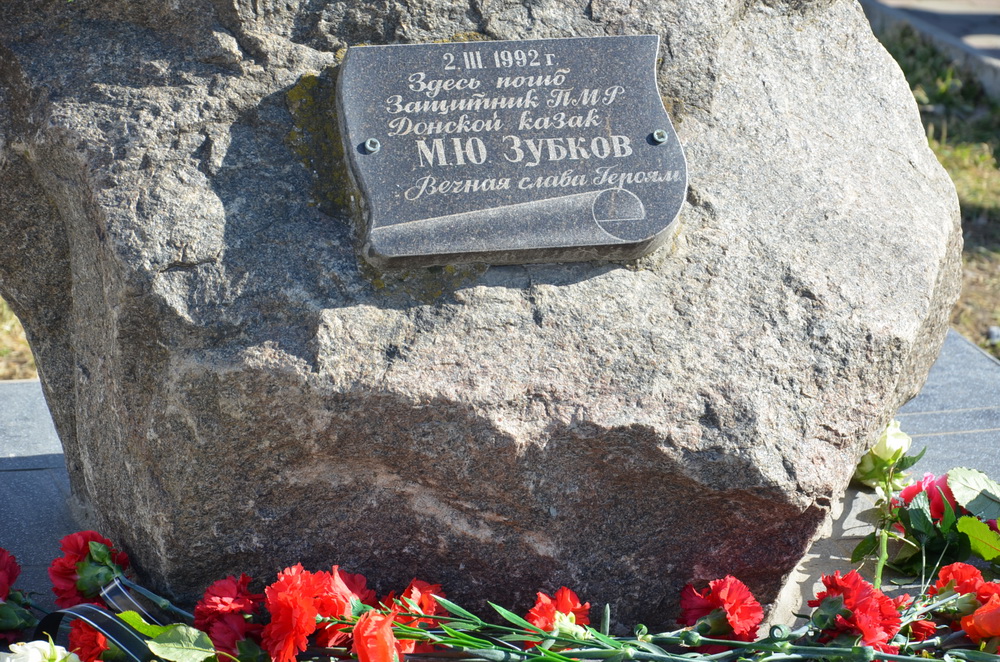 2 III 1992 г
Здесь погиб
Защитник ПМР
Донской казак
М.Ю. Зубков
Вечная слава Героям